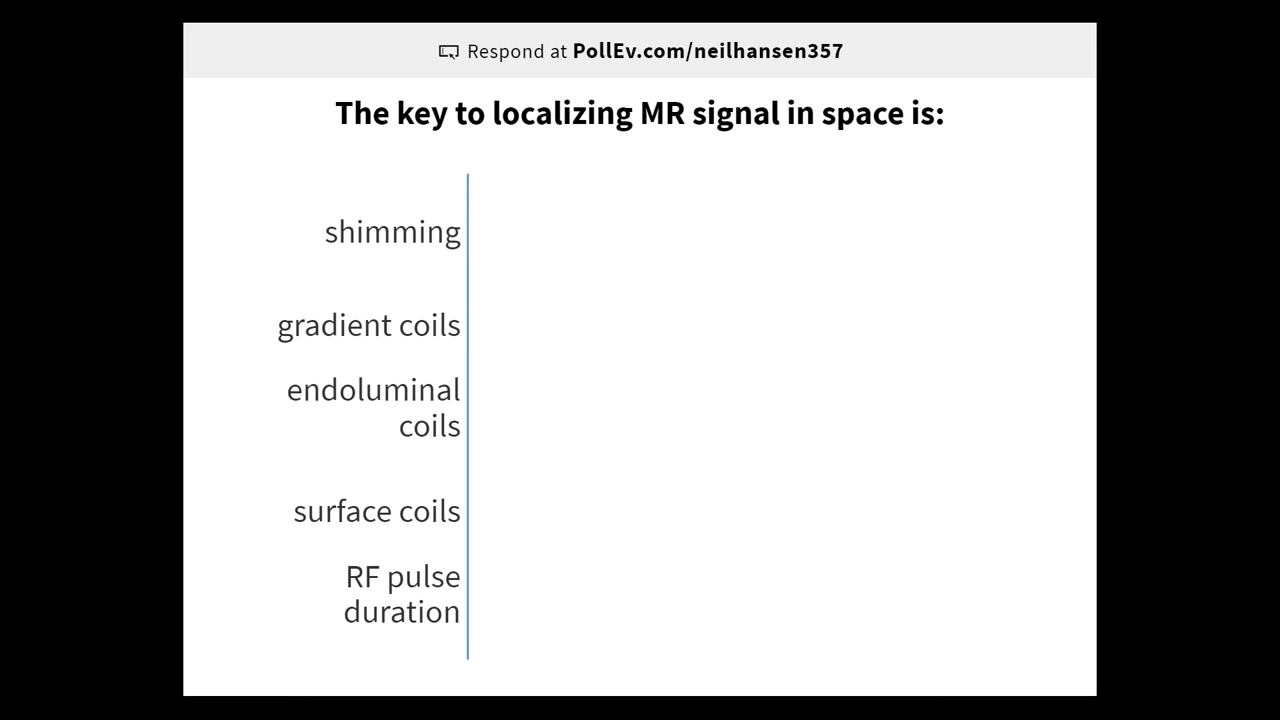 Respond at PollEv.com/neilhansen357
The key to localizing MR signal in space is:
shimming
gradient coils
endoluminal
coils
surface coils
RF pulse
duration